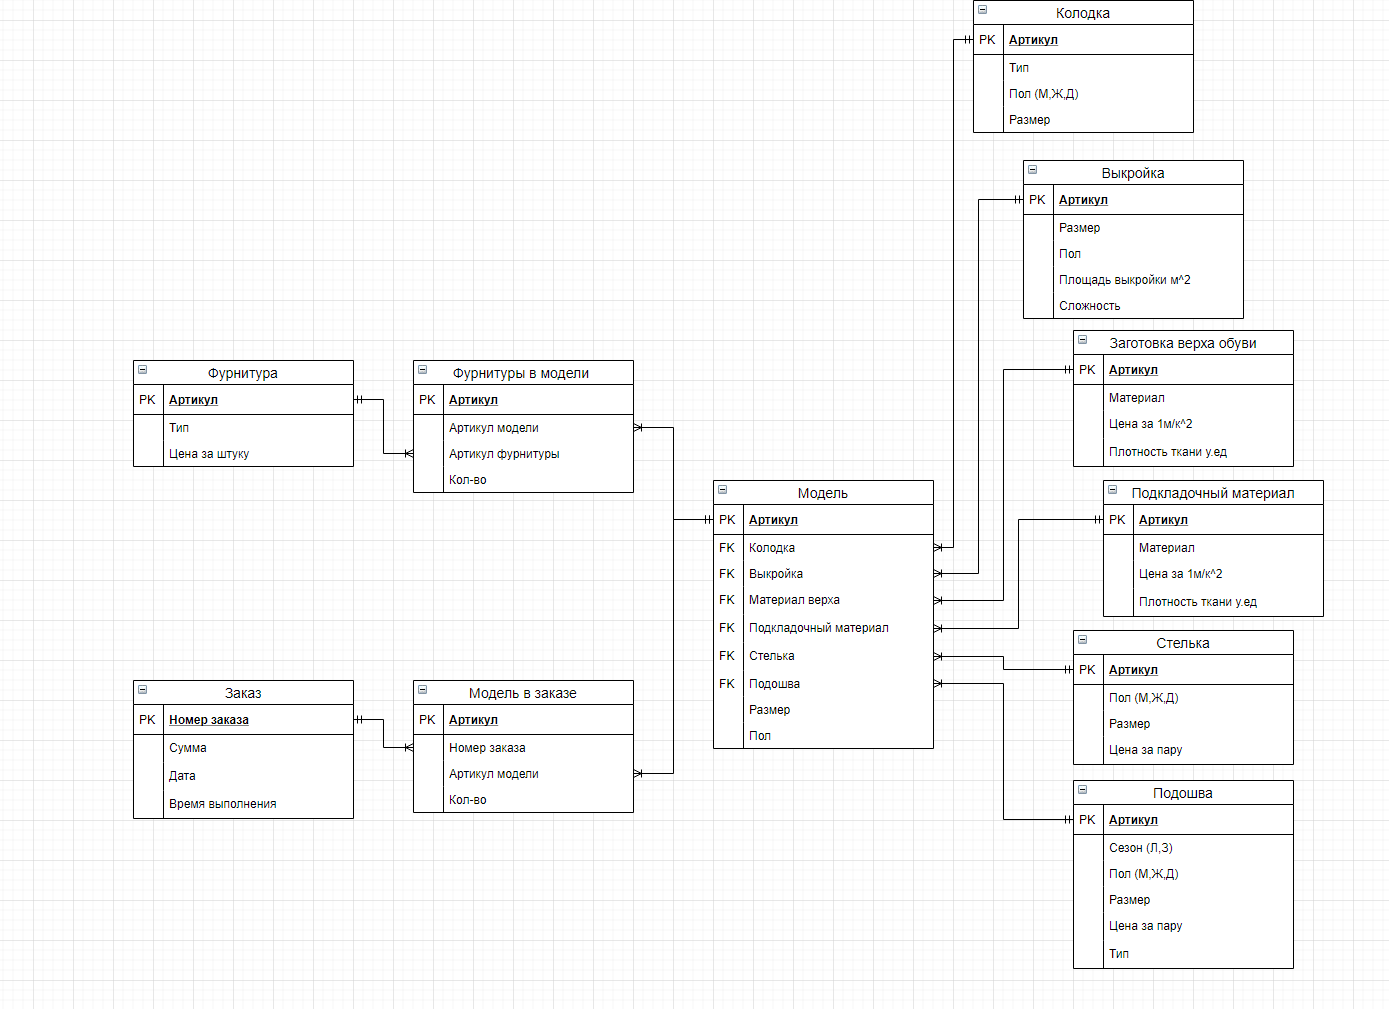 Колодка
PK Артикул
Тип
Пол (М,Ж,Д)
Размер
Выкройка
PK Артикул
Размер
Пол
Площадь выкройки м^2
Сложность
Заготовка верха обуви
PK Артикул
Материал
Цена за 1м/к^2
Плотность ткани у.ед
Фурнитура
PK Артикул
Тип
Цена за штуку
Фурнитуры в модели
PK Артикул
Артикул модели
Артикул фурнитуры
Кол-во
Модель
PK Артикул
FK Колодка
FK Выкройка
FK Материал верха
FK Подкладочный материал
FK Стелька
FK Подошва
Размер
Пол
Подкладочный материал
PK Артикул
Материал
Цена за 1м/к^2
Плотность ткани у.ед
Стелька
PK Артикул
Пол (М,Ж,Д)
Размер
Цена за пару
Заказ
PK Номер заказа
Сумма
Дата
Время выполнения
Модель в заказе
PK Артикул
Номер заказа
Артикул модели
Кол-во
Подошва
PK Артикул
Сезон (Л,З)
Пол (М,Ж,Д)
Размер
Цена за пару
Тип